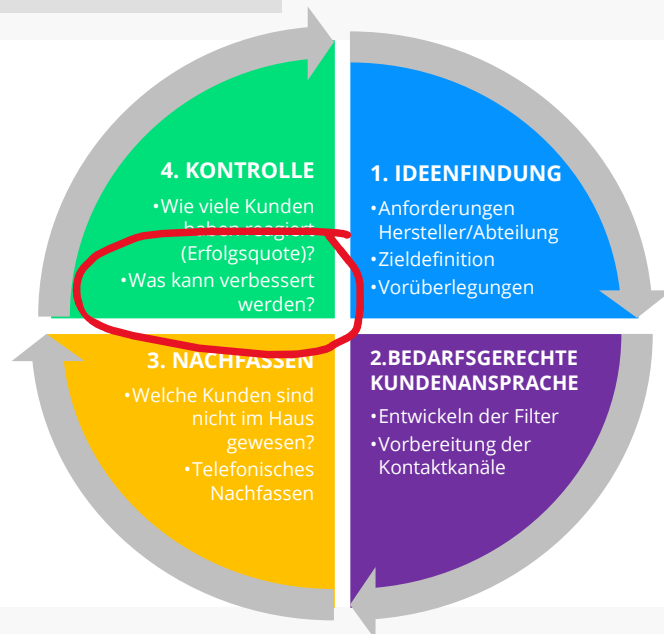 4. KONTROLLE
•Wie viele Kunden
haben reagiert
(Erfolgsquote)?
•Was kann verbessert
werden?
1. IDEENFINDUNG
•Anforderungen
Hersteller/Abteilung
•Zieldefinition
•Vorüberlegungen
2.BEDARFSGERECHTE
KUNDENANSPRACHE
•Entwickeln der Filter
•Vorbereitung der
Kontaktkanäle
3. NACHFASSEN
•Welche Kunden sind
nicht im Haus
gewesen?
•Telefonisches
Nachfassen